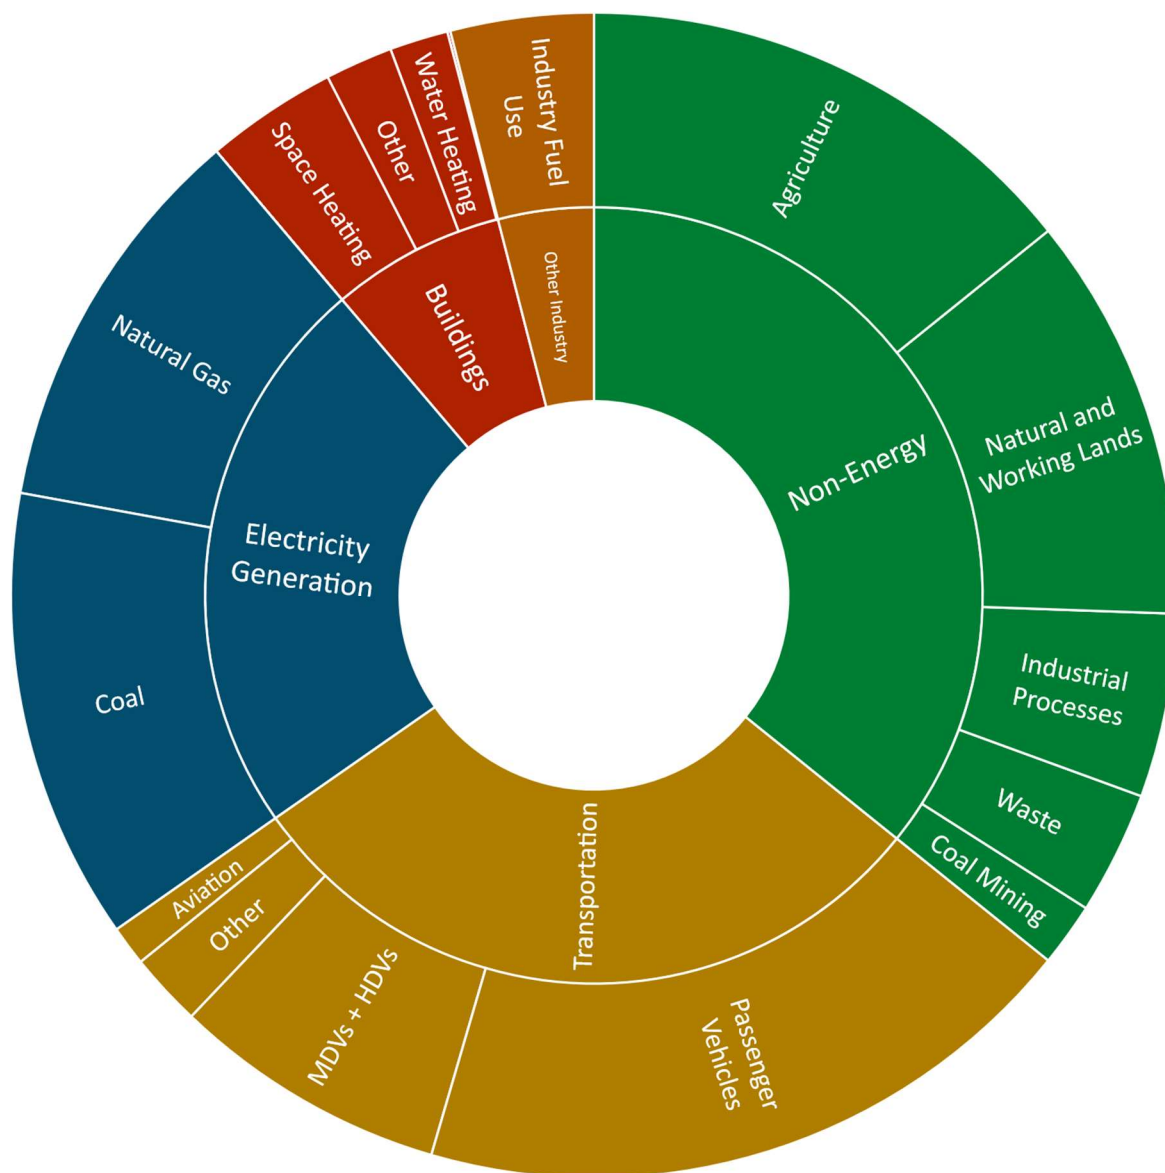 Industry Fuel
Use
Other Industry
Agriculture
Natural and
Working Lands
Non-Energy
Industrial
Processes
Waste
Coal Mining
Passenger
Vehicles
Transportation
MDVs + HDVs
Other
Aviation
Coal
Electricity
Generation
Natural Gas
Space Heating
Other
Water Heating
Buildings